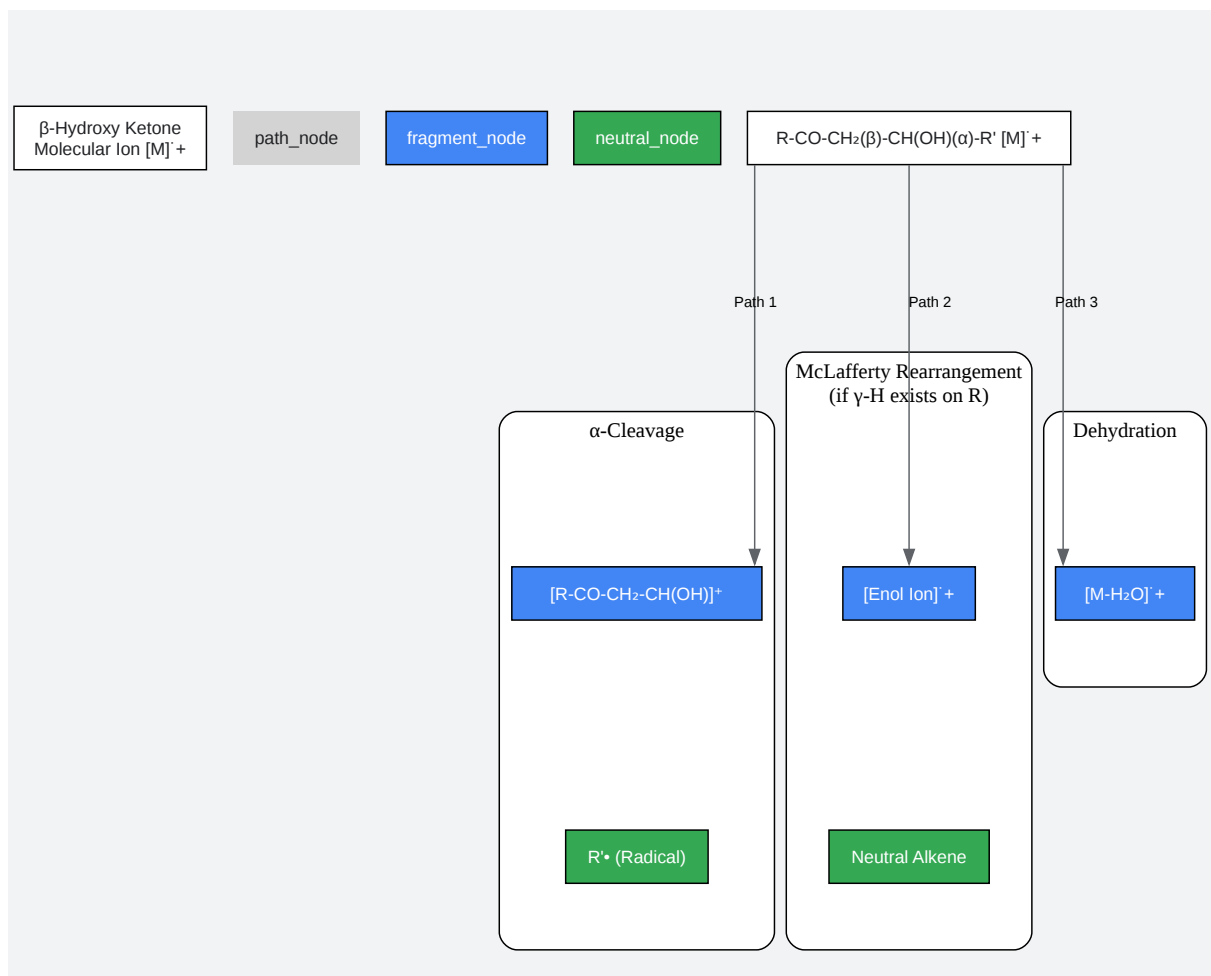 β-Hydroxy Ketone
Molecular Ion [M]˙+
path_node
fragment_node
neutral_node
R-CO-CH₂(β)-CH(OH)(α)-R' [M]˙+
Path 1
Path 2
Path 3
McLafferty Rearrangement
(if γ-H exists on R)
α-Cleavage
Dehydration
[R-CO-CH₂-CH(OH)]⁺
[Enol Ion]˙+
[M-H₂O]˙+
R'• (Radical)
Neutral Alkene